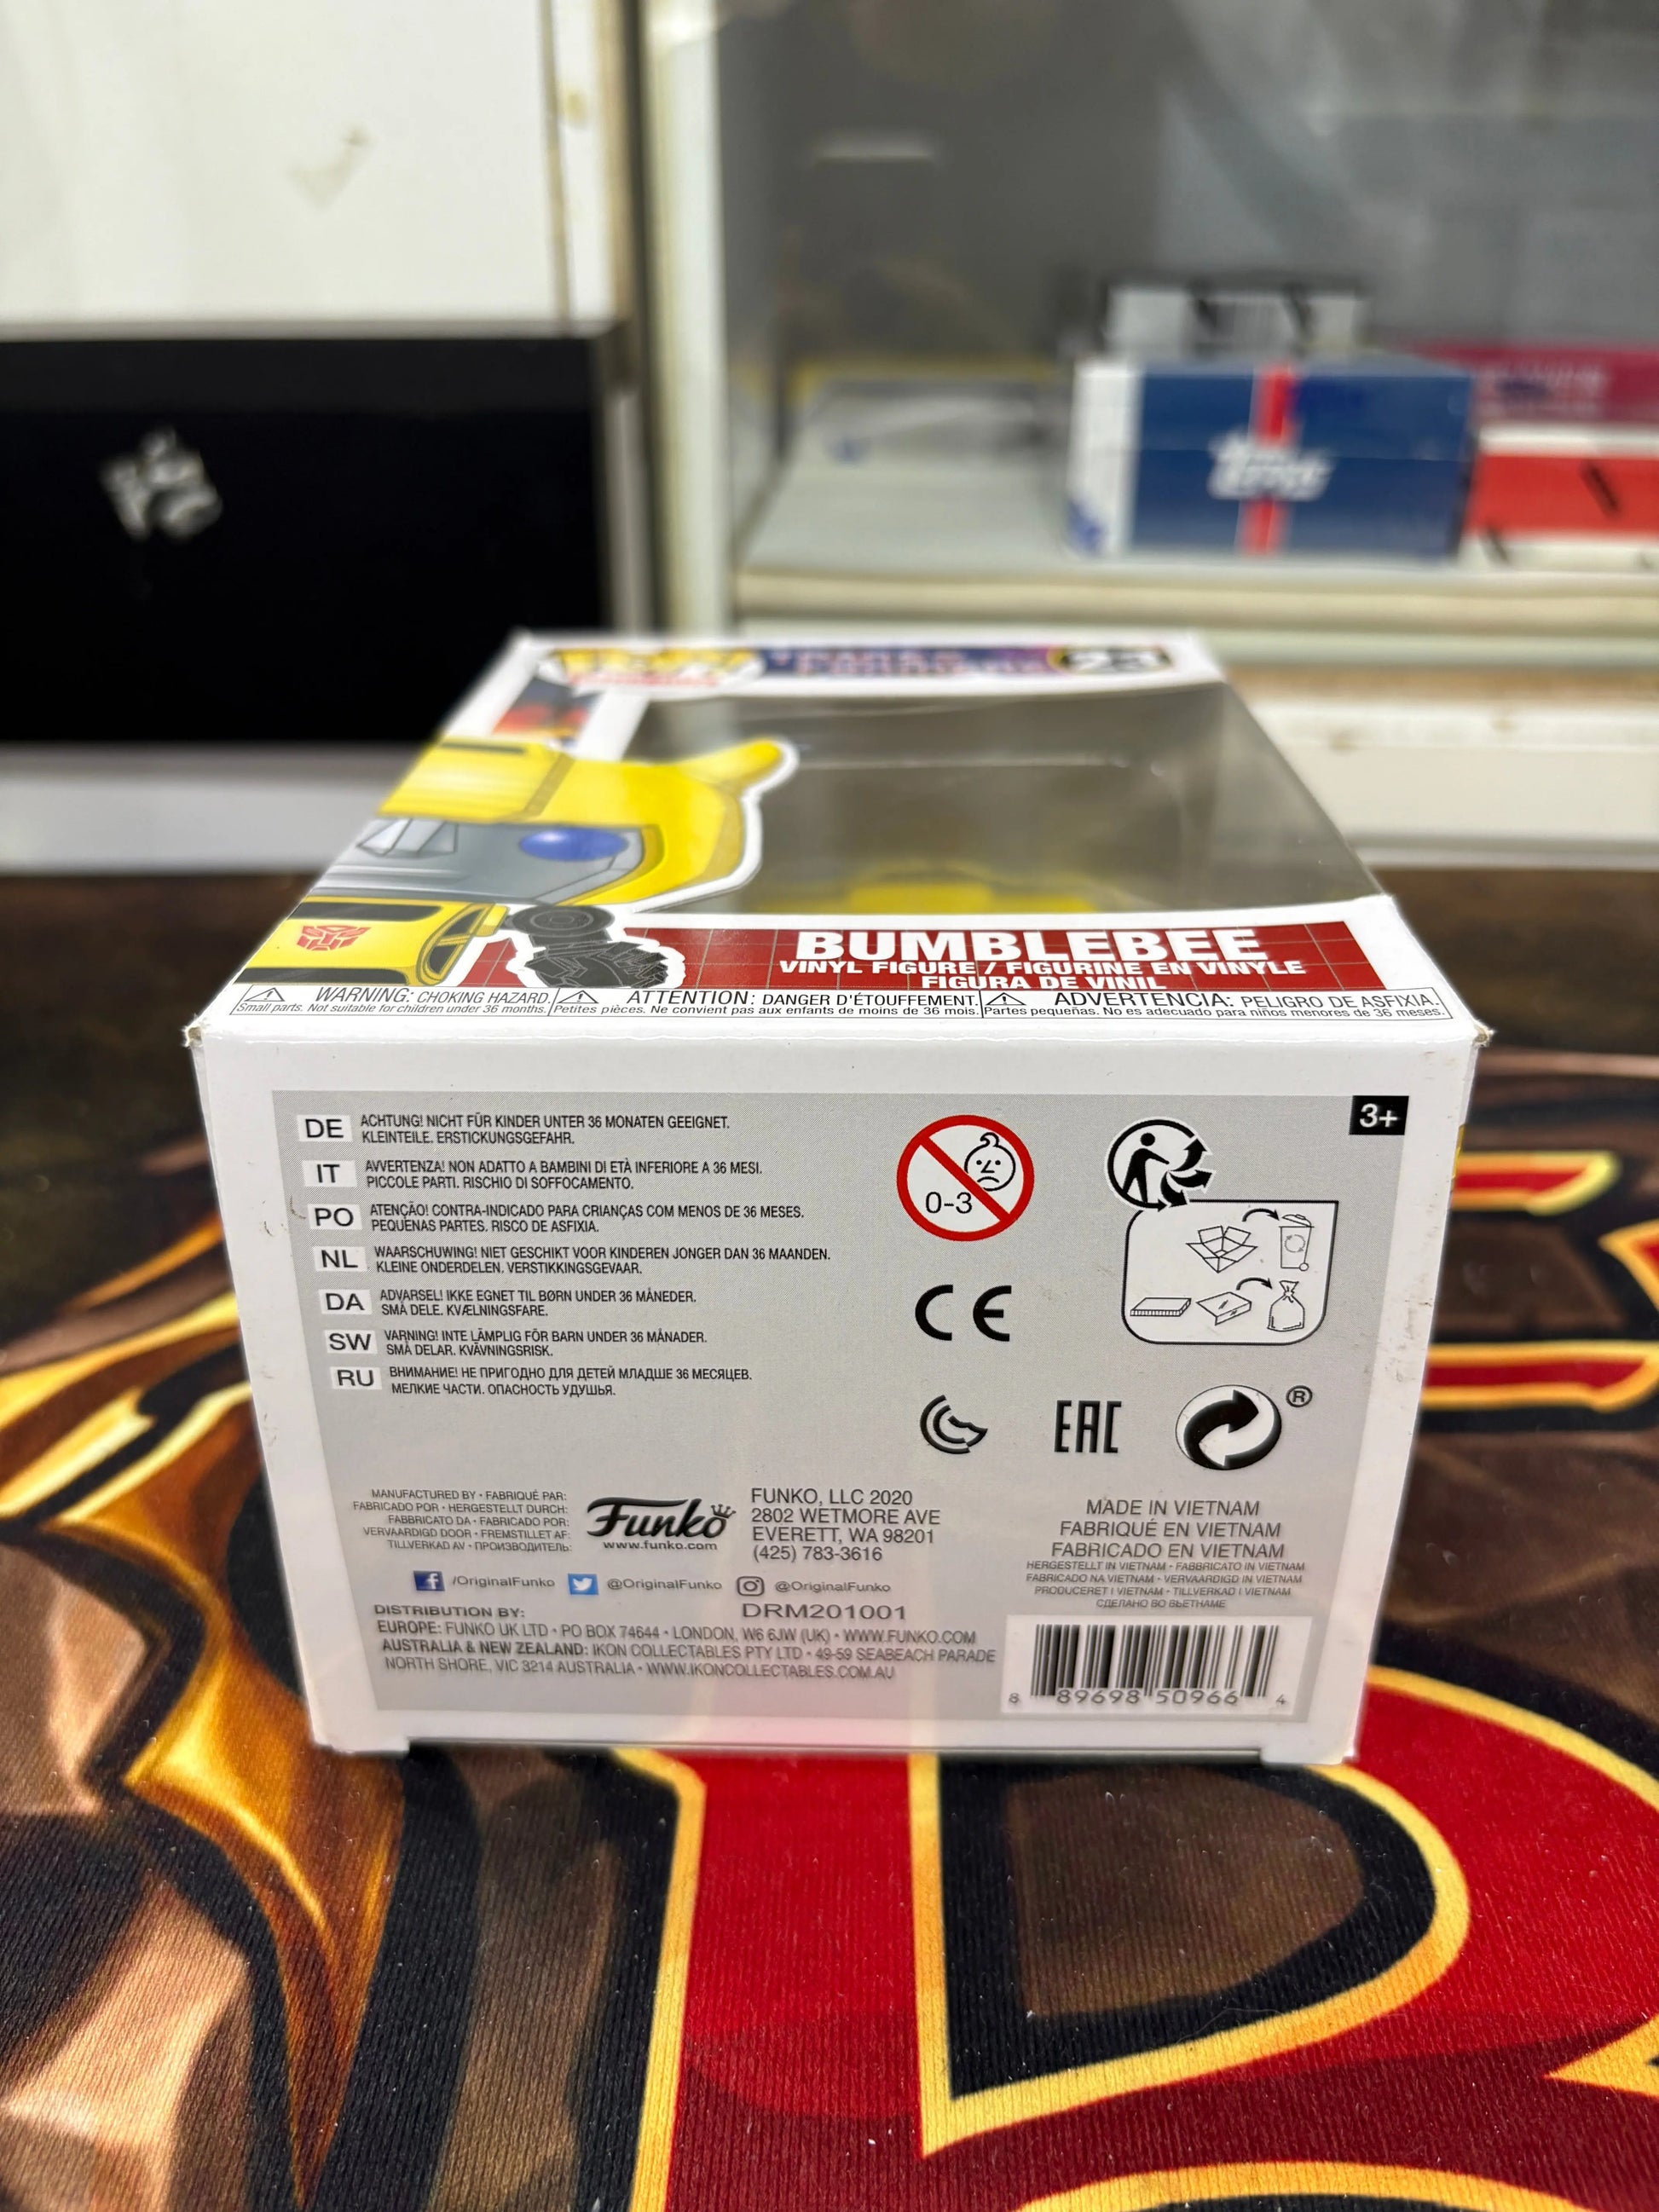 Topps
23
BUMBLEBEE
VINYL FIGURE / FIGURINE EN VINYLE
FIGURA DE VINIL
WARNING: CHOKING HAZARD.
Small parts. Not suitable for children under 36 months.
ATTENTION: DANGER D'ÉTOUFFEMENT.
Petites pièces. Ne convient pas aux enfants de moins de 36 mois.
ADVERTENCIA: PELIGRO DE ASFIXIA.
Partes pequeñas. No es adecuado para niños menores de 36 meses.
3+
DE ACHTUNG! NICHT FÜR KINDER UNTER 36 MONATEN GEEIGNET.
KLEINTEILE. ERSTICKUNGSGEFAHR.
IT AVVERTENZA! NON ADATTO A BAMBINI DI ETÀ INFERIORE A 36 MESI.
PICCOLE PARTI. RISCHIO DI SOFFOCAMENTO.
PO ATENÇÃO! CONTRA-INDICADO PARA CRIANÇAS COM MENOS DE 36 MESES.
PEQUENAS PARTES. RISCO DE ASFIXIA.
NL WAARSCHUWING! NIET GESCHIKT VOOR KINDEREN JONGER DAN 36 MAANDEN.
KLEINE ONDERDELEN. VERSTIKKINGSGEVAAR.
DA ADVARSEL! IKKE EGNET TIL BØRN UNDER 36 MÅNEDER.
SMÅ DELE. KVÆLNINGSFARE.
SW VARNING! INTE LÄMPLIG FÖR BARN UNDER 36 MÅNADER.
SMÅ DELAR. KVÄVNINGSRISK.
RU ВНИМАНИЕ! НЕ ПРИГОДНО ДЛЯ ДЕТЕЙ МЛАДШЕ 36 МЕСЯЦЕВ.
МЕЛКИЕ ЧАСТИ. ОПАСНОСТЬ УДУШЬЯ.
0-3
CE
EAC
®
MANUFACTURED BY • FABRIQUÉ PAR:
FABRICADO POR • HERGESTELLT DURCH:
FABBRICATO DA • FABRICADO POR:
VERVAARDIGD DOOR • FREMSTILLET AF:
TILLVERKAD AV • ПРОИЗВОДИТЕЛЬ:
Funko
www.funko.com
FUNKO, LLC 2020
2802 WETMORE AVE
EVERETT, WA 98201
(425) 783-3616
/OriginalFunko
@OriginalFunko
@OriginalFunko
DRM201001
DISTRIBUTION BY:
EUROPE: FUNKO UK LTD • PO BOX 74644 • LONDON, W6 6JW (UK) • WWW.FUNKO.COM
AUSTRALIA & NEW ZEALAND: IKON COLLECTABLES PTY LTD • 49-59 SEABEACH PARADE
NORTH SHORE, VIC 3214 AUSTRALIA • WWW.IKONCOLLECTABLES.COM.AU
MADE IN VIETNAM
FABRIQUÉ EN VIETNAM
FABRICADO EN VIETNAM
HERGESTELLT IN VIETNAM • FABBRICATO IN VIETNAM
FABRICADO NA VIETNAM • VERVAARDIGD IN VIETNAM
PRODUCERET I VIETNAM • TILLVERKAD I VIETNAM
СДЕЛАНО ВО ВЬЕТНАМЕ
8 89698 50966 4